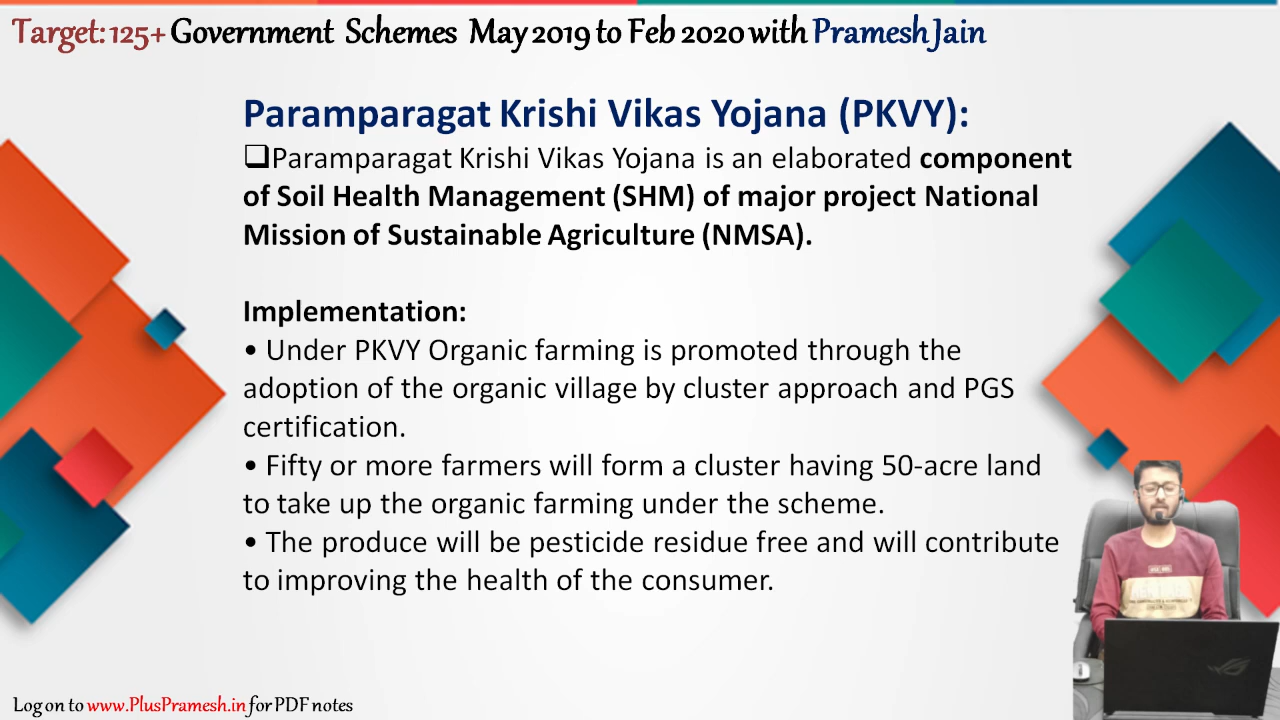 Target: 125+ Government Schemes May 2019 to Feb 2020 with Pramesh Jain
Paramparagat Krishi Vikas Yojana (PKVY):
❑Paramparagat Krishi Vikas Yojana is an elaborated component
of Soil Health Management (SHM) of major project National
Mission of Sustainable Agriculture (NMSA).
Implementation:
• Under PKVY Organic farming is promoted through the
adoption of the organic village by cluster approach and PGS
certification.
• Fifty or more farmers will form a cluster having 50-acre land
to take up the organic farming under the scheme.
• The produce will be pesticide residue free and will contribute
to improving the health of the consumer.
Log on to www.PlusPramesh.in for PDF notes